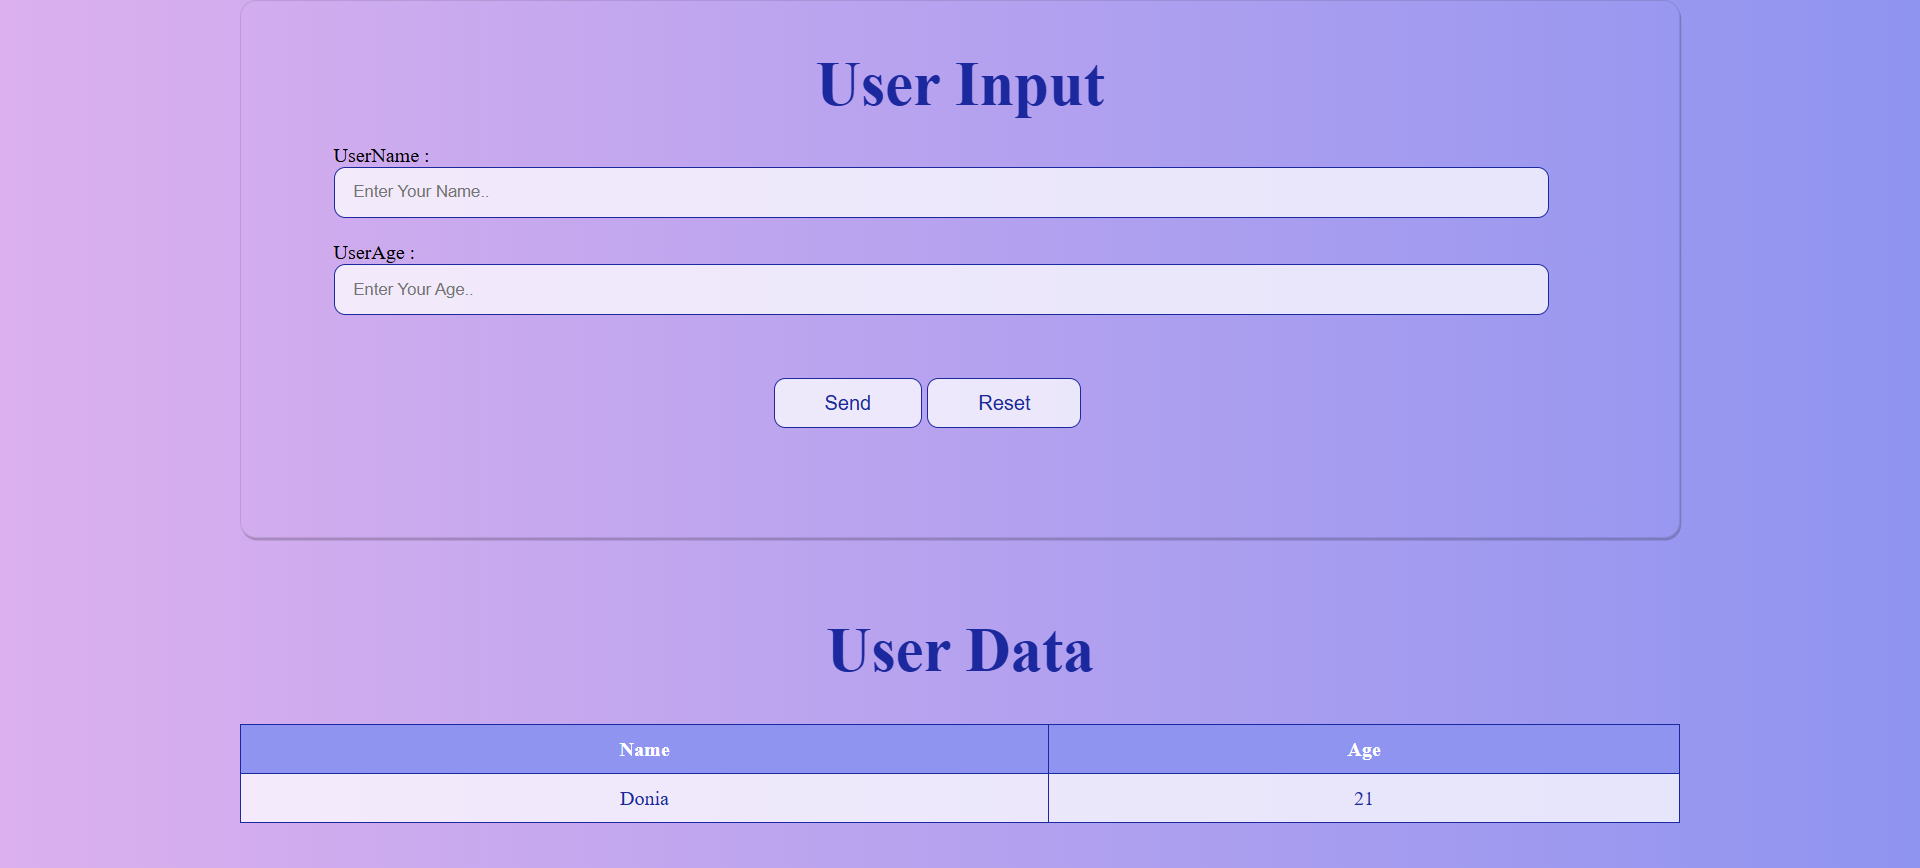 User Input
UserName :
Enter Your Name..
UserAge :
Enter Your Age..
Send Reset
User Data
Name Age
Donia 21